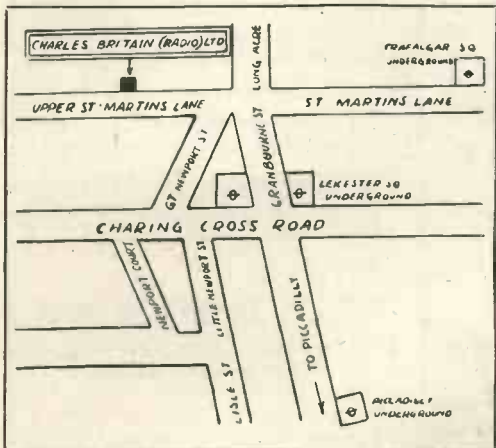 CHARLES BRITAIN (RADIO) LTD
LONG ACRE
TRAFALGAR SQ
UNDERGROUND
UPPER ST MARTINS LANE
ST MARTINS LANE
GT NEWPORT ST
CRANBOURNE ST
LEICESTER SQ
UNDERGROUND
CHARING CROSS ROAD
NEWPORT COURT
LITTLE NEWPORT ST
LISLE ST
TO PICCADILLY
PICCADILLY
UNDERGROUND